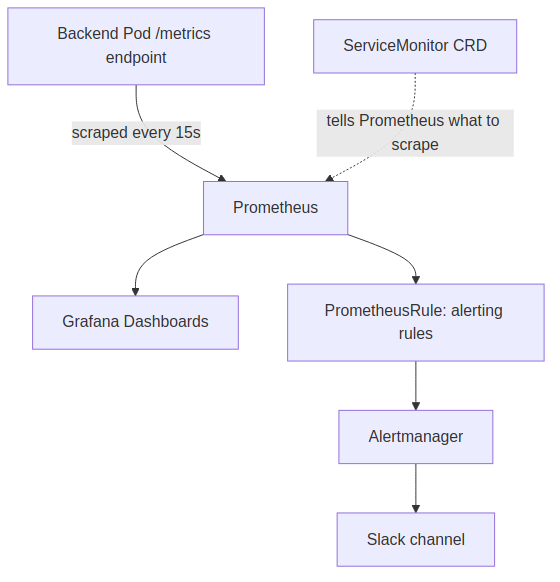 Backend Pod /metrics
endpoint
ServiceMonitor CRD
scraped every 15s
tells Prometheus what to
scrape
Prometheus
Grafana Dashboards
PrometheusRule: alerting
rules
Alertmanager
Slack channel